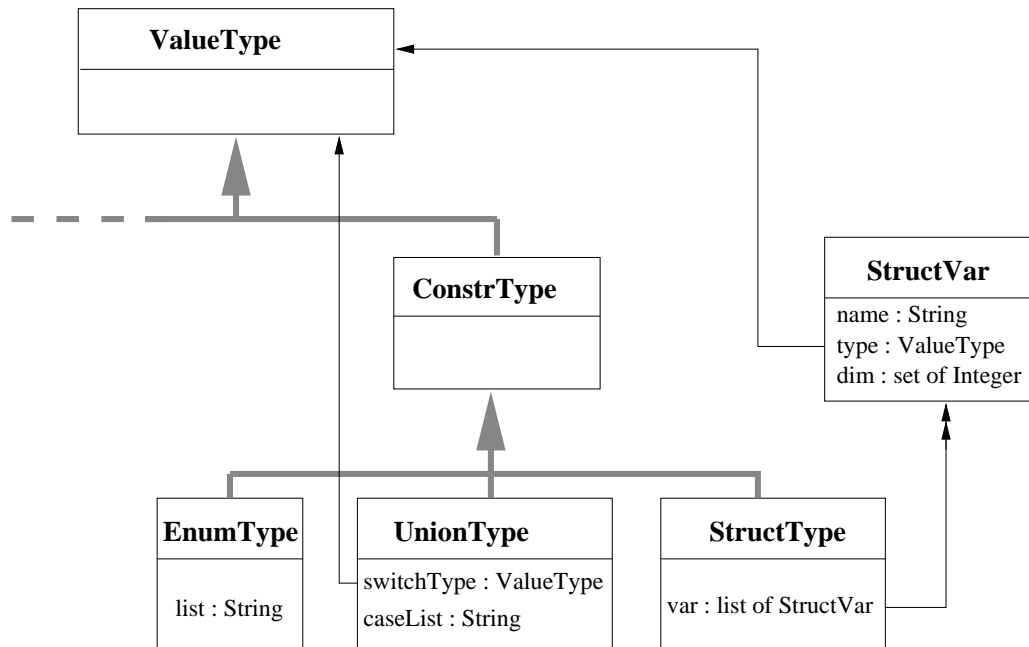 ValueType
ConstrType
StructVar
name : String
type : ValueType
dim : set of Integer
EnumType
list : String
UnionType
switchType : ValueType
caseList : String
StructType
var : list of StructVar